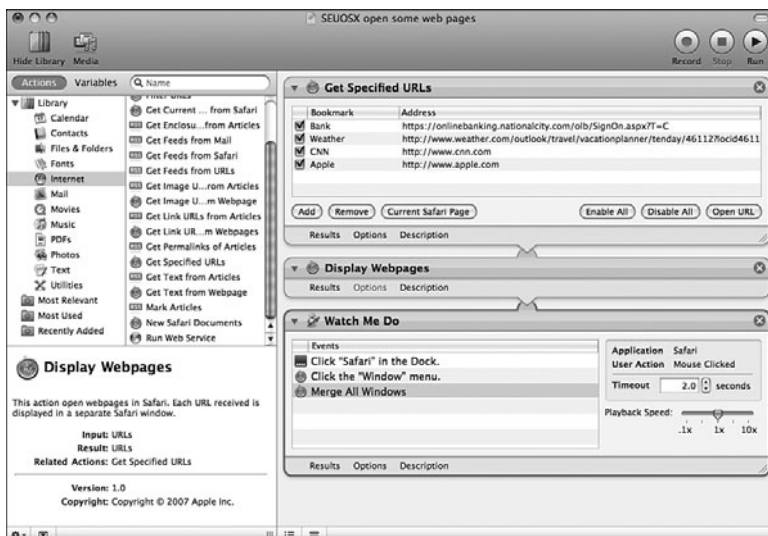 SEUOSX open some web pages
Hide Library Media
Record Stop Run
Actions Variables Name
Library
Calendar
Contacts
Files & Folders
Fonts
Internet
Mail
Movies
Music
PDFs
Photos
Text
Utilities
Most Relevant
Most Used
Recently Added
Filter URLs
Get Current ... from Safari
Get Enclosu...from Articles
Get Feeds from Mail
Get Feeds from Safari
Get Feeds from URLs
Get Image U...rom Articles
Get Image U...m Webpage
Get Link URLs from Articles
Get Link UR...m Webpages
Get Permalinks of Articles
Get Specified URLs
Get Text from Articles
Get Text from Webpage
Mark Articles
New Safari Documents
Run Web Service
Display Webpages
This action open webpages in Safari. Each URL received is
displayed in a separate Safari window.
Input: URLs
Result: URLs
Related Actions: Get Specified URLs
Version: 1.0
Copyright: Copyright © 2007 Apple Inc.
Get Specified URLs
Bookmark Address
Bank https://onlinebanking.nationalcity.com/olb/SignOn.aspx?T=C
Weather http://www.weather.com/outlook/travel/vacationplanner/tenday/46112?locid4611
CNN http://www.cnn.com
Apple http://www.apple.com
Add Remove Current Safari Page Enable All Disable All Open URL
Results Options Description
Display Webpages
Results Options Description
Watch Me Do
Events
Click "Safari" in the Dock.
Click the "Window" menu.
Merge All Windows
Application Safari
User Action Mouse Clicked
Timeout 2.0 seconds
Playback Speed:
.1x 1x 10x
Results Options Description